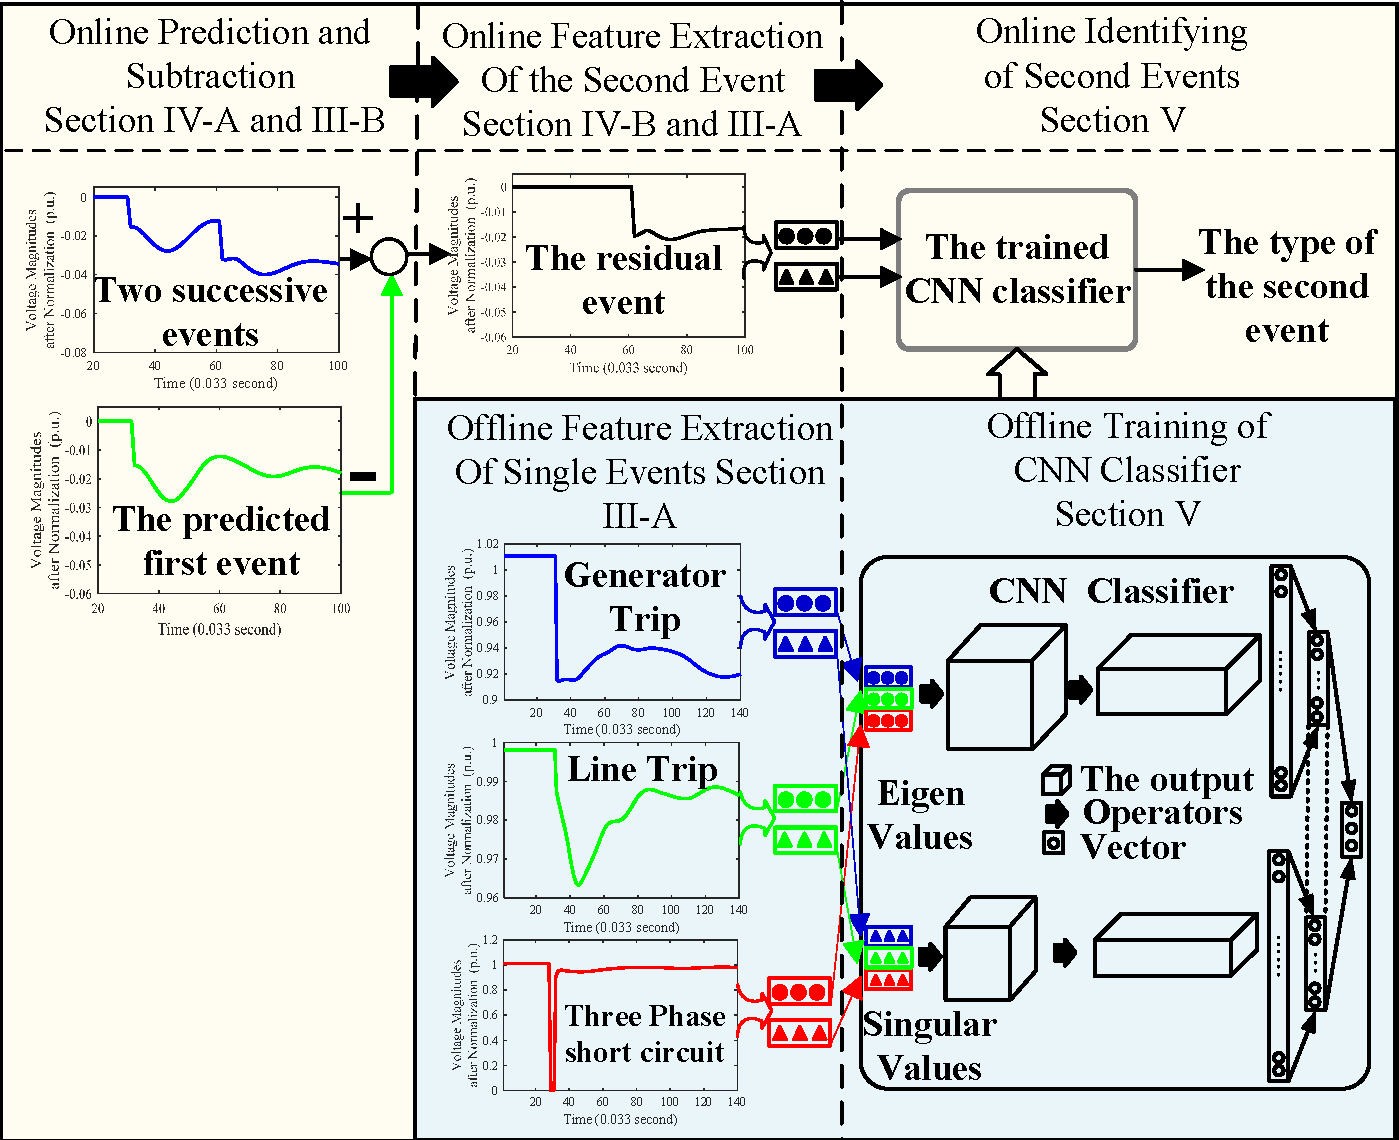 Online Prediction and
Subtraction
Section IV-A and III-B
Online Feature Extraction
Of the Second Event
Section IV-B and III-A
Online Identifying
of Second Events
Section V
Voltage Magnitudes
after Normalization (p.u.)
0
-0.02
-0.04
-0.06
-0.08
20
40
60
80
100
Time (0.033 second)
Two successive
events
+
-
Voltage Magnitudes
after Normalization (p.u.)
0
-0.01
-0.02
-0.03
-0.04
-0.05
-0.06
20
40
60
80
100
Time (0.033 second)
The predicted
first event
Voltage Magnitudes
after Normalization (p.u.)
0
-0.01
-0.02
-0.03
-0.04
-0.05
-0.06
20
40
60
80
100
Time (0.033 second)
The residual
event
The trained
CNN classifier
The type of
the second
event
Offline Feature Extraction
Of Single Events Section
III-A
Offline Training of
CNN Classifier
Section V
Voltage Magnitudes
after Normalization (p.u.)
1.02
1
0.98
0.96
0.94
0.92
0.9
20
40
60
80
100
120
140
Time (0.033 second)
Generator
Trip
Voltage Magnitudes
after Normalization (p.u.)
1
0.99
0.98
0.97
0.96
20
40
60
80
100
120
140
Time (0.033 second)
Line Trip
Voltage Magnitudes
after Normalization (p.u.)
1.2
1
0.8
0.6
0.4
0.2
0
20
40
60
80
100
120
140
Time (0.033 second)
Three Phase
short circuit
CNN Classifier
Eigen
Values
The output
Operators
Vector
Singular
Values